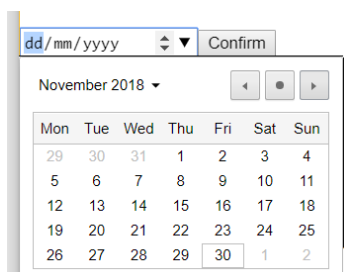 dd/mm/yyyy Confirm
November 2018
Mon Tue Wed Thu Fri Sat Sun
29 30 31 1 2 3 4
5 6 7 8 9 10 11
12 13 14 15 16 17 18
19 20 21 22 23 24 25
26 27 28 29 30 1 2